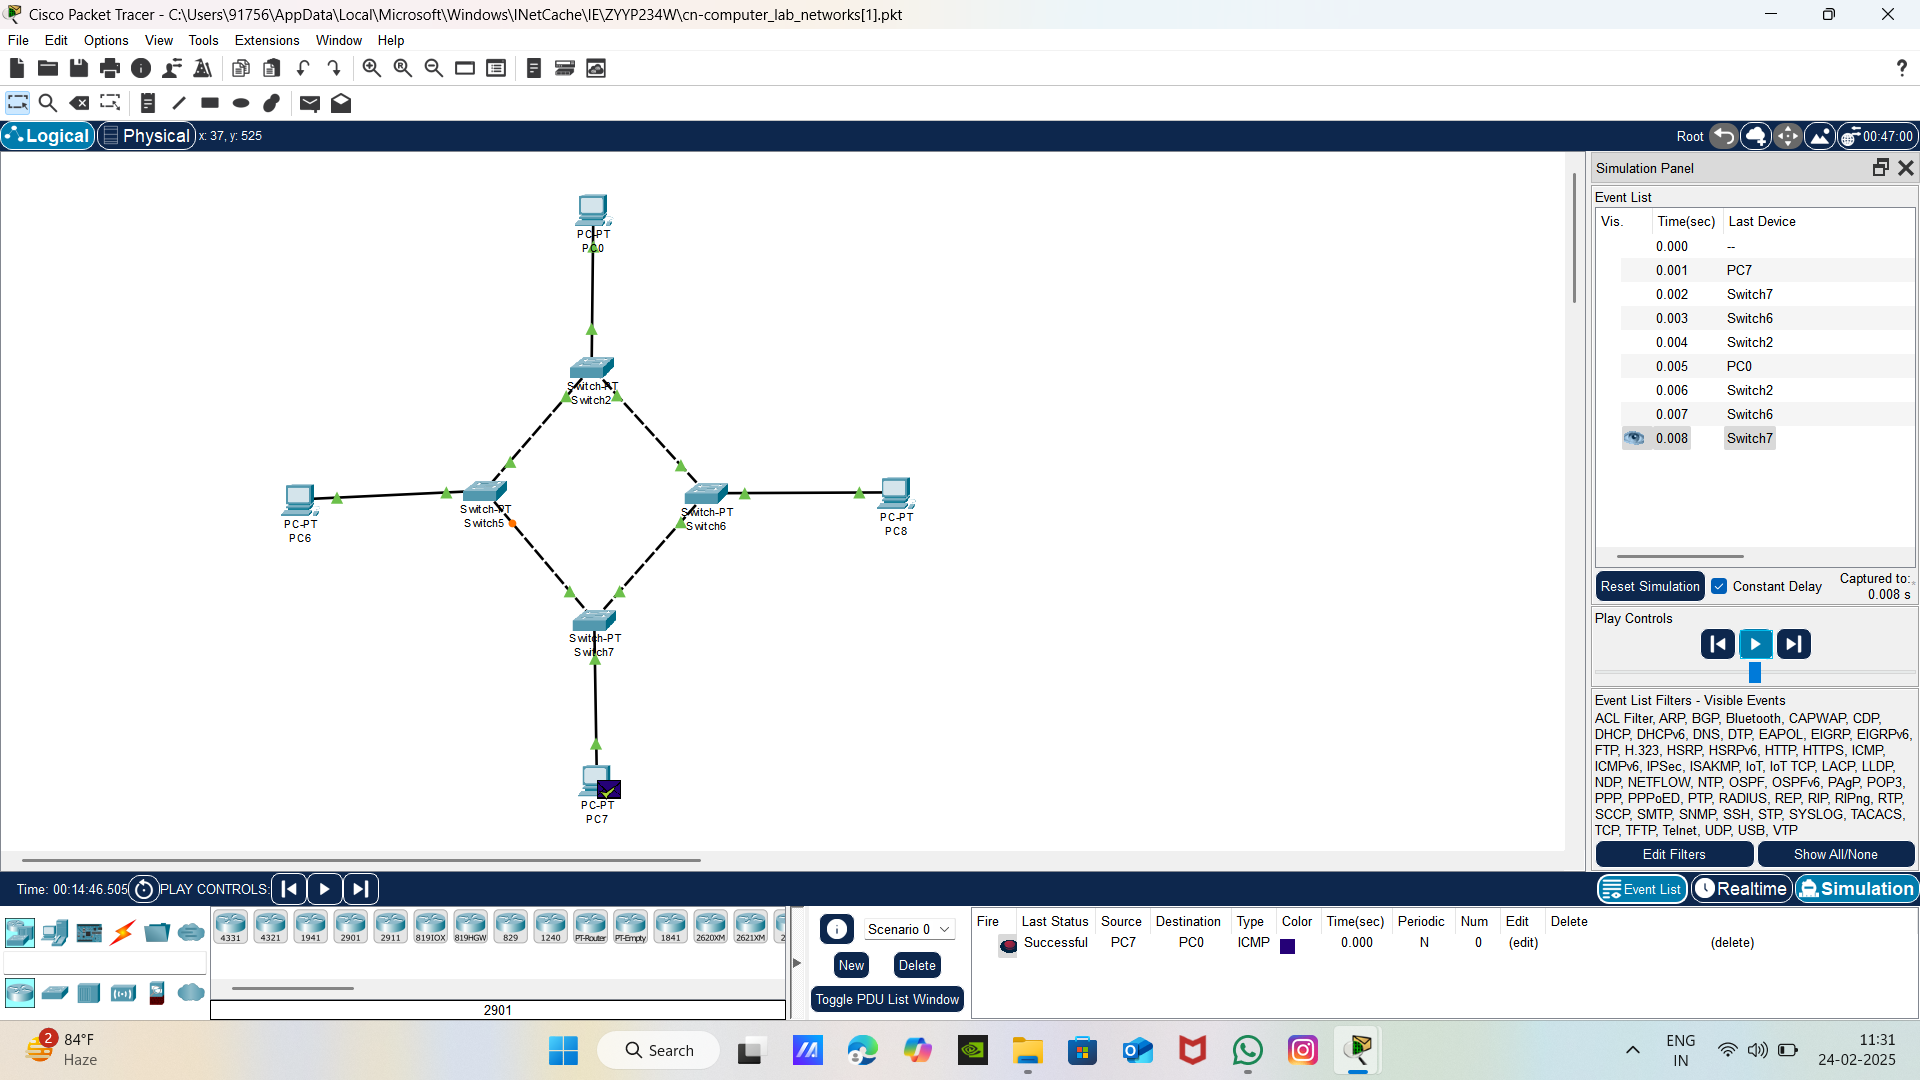 Cisco Packet Tracer - C:\Users\91756\AppData\Local\Microsoft\Windows\INetCache\IE\ZYYP234W\cn-computer_lab_networks[1].pkt
File Edit Options View Tools Extensions Window Help
?
Logical Physical x: 37, y: 525
Root 00:47:00
PC-PT
PC0
Switch-PT
Switch2
PC-PT
PC6
Switch-PT
Switch5
Switch-PT
Switch6
PC-PT
PC8
Switch-PT
Switch7
PC-PT
PC7
Simulation Panel
Event List
Vis. Time(sec) Last Device
0.000 --
0.001 PC7
0.002 Switch7
0.003 Switch6
0.004 Switch2
0.005 PC0
0.006 Switch2
0.007 Switch6
0.008 Switch7
Reset Simulation Constant Delay Captured to:
0.008 s
Play Controls
Event List Filters - Visible Events
ACL Filter, ARP, BGP, Bluetooth, CAPWAP, CDP,
DHCP, DHCPv6, DNS, DTP, EAPOL, EIGRP, EIGRPv6,
FTP, H.323, HSRP, HSRPv6, HTTP, HTTPS, ICMP,
ICMPv6, IPSec, ISAKMP, IoT, IoT TCP, LACP, LLDP,
NDP, NETFLOW, NTP, OSPF, OSPFv6, PAgP, POP3,
PPP, PPPoED, PTP, RADIUS, REP, RIP, RIPng, RTP,
SCCP, SMTP, SNMP, SSH, STP, SYSLOG, TACACS,
TCP, TFTP, Telnet, UDP, USB, VTP
Edit Filters Show All/None
Time: 00:14:46.505 PLAY CONTROLS:
Event List Realtime Simulation
4331 4321 1941 2901 2911 819IOX 819HGW 829 1240 PT-Router PT-Empty 1841 2620XM 2621XM 2
2901
Scenario 0
New Delete
Toggle PDU List Window
Fire Last Status Source Destination Type Color Time(sec) Periodic Num Edit Delete
Successful PC7 PC0 ICMP 0.000 N 0 (edit) (delete)
2
84°F
Haze
Search
ENG
IN
11:31
24-02-2025